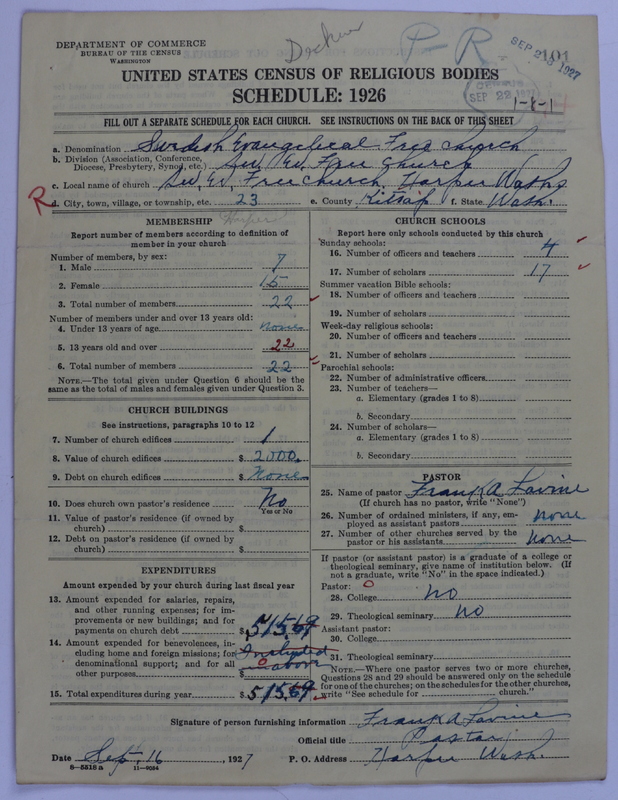 DEPARTMENT OF COMMERCE
BUREAU OF THE CENSUS
WASHINGTON
P-R
SEP 28 1927
101
SEP 22 1927
1-8-1
UNITED STATES CENSUS OF RELIGIOUS BODIES
SCHEDULE: 1926
FILL OUT A SEPARATE SCHEDULE FOR EACH CHURCH. SEE INSTRUCTIONS ON THE BACK OF THIS SHEET
a. Denomination Swedish Evangelical Free Church
b. Division (Association, Conference, Diocese, Presbytery, Synod, etc.) Sw. Ev. Free Church
c. Local name of church Sw. Ev. Free Church, Harper Wash
R
d. City, town, village, or township, etc. 23 e. County Kitsap f. State Wash.
Harper
MEMBERSHIP
Report number of members according to definition of
member in your church
Number of members, by sex:
1. Male 7
2. Female 15
3. Total number of members 22
Number of members under and over 13 years old:
4. Under 13 years of age none
5. 13 years old and over 22
6. Total number of members 22
NOTE.—The total given under Question 6 should be the
same as the total of males and females given under Question 3.
CHURCH BUILDINGS
See instructions, paragraphs 10 to 12
7. Number of church edifices 1
8. Value of church edifices $ 2000.
9. Debt on church edifices $ None
10. Does church own pastor's residence No
Yes or No
11. Value of pastor's residence (if owned by
church) $
12. Debt on pastor's residence (if owned by
church) $
EXPENDITURES
Amount expended by your church during last fiscal year
13. Amount expended for salaries, repairs,
and other running expenses; for im-
provements or new buildings; and for
payments on church debt $ 515.69
14. Amount expended for benevolences, in-
cluding home and foreign missions; for
denominational support; and for all
other purposes $ Included above
0
15. Total expenditures during year $ 515.69
CHURCH SCHOOLS
Report here only schools conducted by this church
Sunday schools:
16. Number of officers and teachers 4
17. Number of scholars 17
Summer vacation Bible schools:
18. Number of officers and teachers
19. Number of scholars
Week-day religious schools:
20. Number of officers and teachers
21. Number of scholars
Parochial schools:
22. Number of administrative officers
23. Number of teachers—
a. Elementary (grades 1 to 8)
b. Secondary
24. Number of scholars—
a. Elementary (grades 1 to 8)
b. Secondary
PASTOR
25. Name of pastor Frank A Lavine
(If church has no pastor, write "None")
26. Number of ordained ministers, if any, em-
ployed as assistant pastors none
27. Number of other churches served by the
pastor or his assistants none
If pastor (or assistant pastor) is a graduate of a college or
theological seminary, give name of institution below. (If
not a graduate, write "No" in the space indicated.)
Pastor: 0
28. College no
29. Theological seminary no
Assistant pastor:
30. College
31. Theological seminary
NOTE.—Where one pastor serves two or more churches,
Questions 28 and 29 should be answered only on the schedule
for one of the churches; on the schedules for the other churches,
write "See schedule for church."
Signature of person furnishing information Frank A Lavine
Official title Pastor
Date Sept. 16, 1927 P. O. Address Harper Wash.
8-5518 a 11-9084